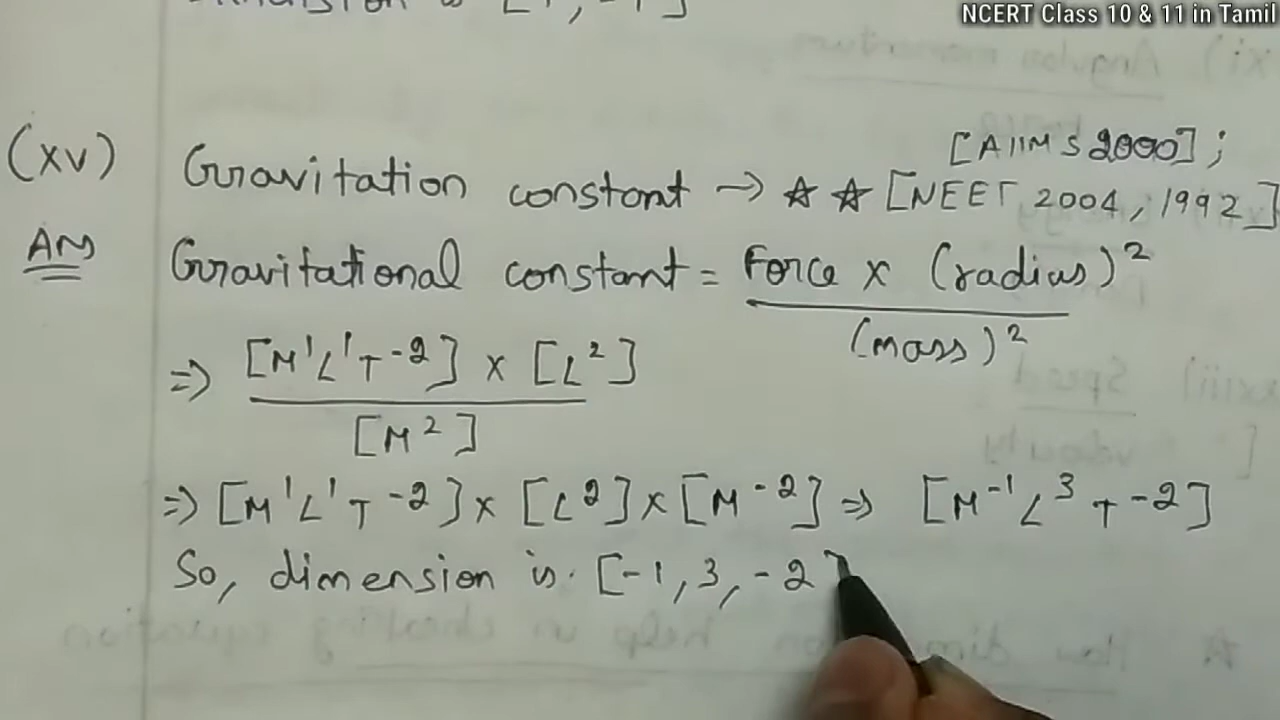 NCERT Class 10 & 11 in Tamil
(xv) Gravitation constant → ☆ ☆ [AIIMS 2000];
[NEET 2004, 1992]
Ans Gravitational constant = Force × (radius)²
(mass)²
⇒ [M¹L¹T⁻²] × [L²]
[M²]
⇒ [M¹L¹T⁻²] × [L²] × [M⁻²] ⇒ [M⁻¹L³T⁻²]
So, dimension is [-1, 3, -2]